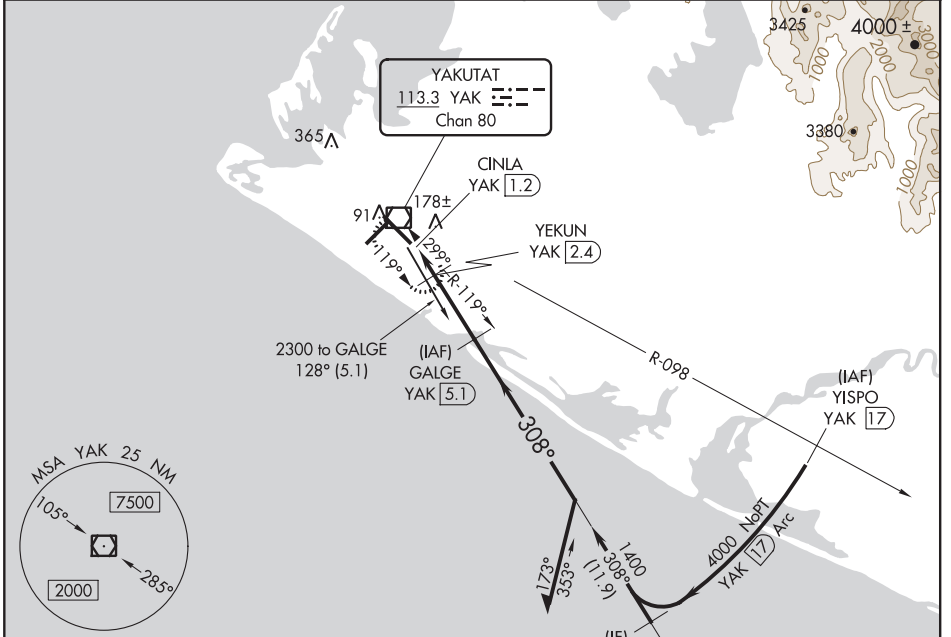 3425
4000 ±
3000
2000
1000
1000
3380
1000
YAKUTAT
113.3 YAK
Chan 80
365
CINLA
YAK 1.2
91
178±
YEKUN
YAK 2.4
299°
R-119°
119°
2300 to GALGE
128° (5.1)
(IAF)
GALGE
YAK 5.1
R-098
(IAF)
YISPO
YAK 17
308°
MSA YAK 25 NM
105°
7500
285°
2000
4000 NoPT
YAK 17 Arc
1400
308°
(11.9)
173°
353°
(IF)